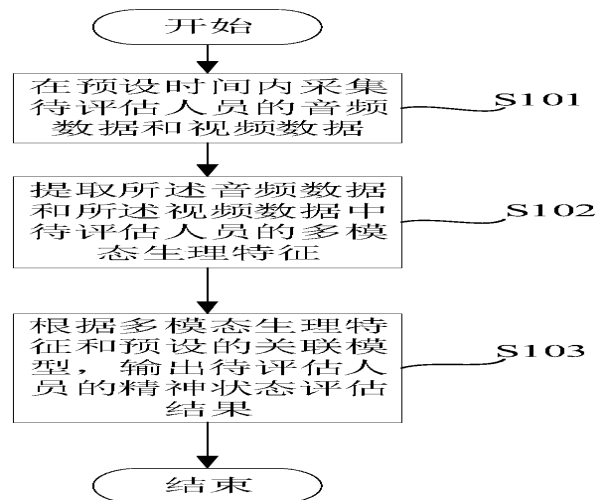 开始
在预设时间内采集
待评估人员的音频
数据和视频数据
S101
提取所述音频数据
和所述视频数据中
待评估人员的多模
态生理特征
S102
根据多模态生理特
征和预设的关联模
型，输出待评估人
员的精神状态评估
结果
S103
结束